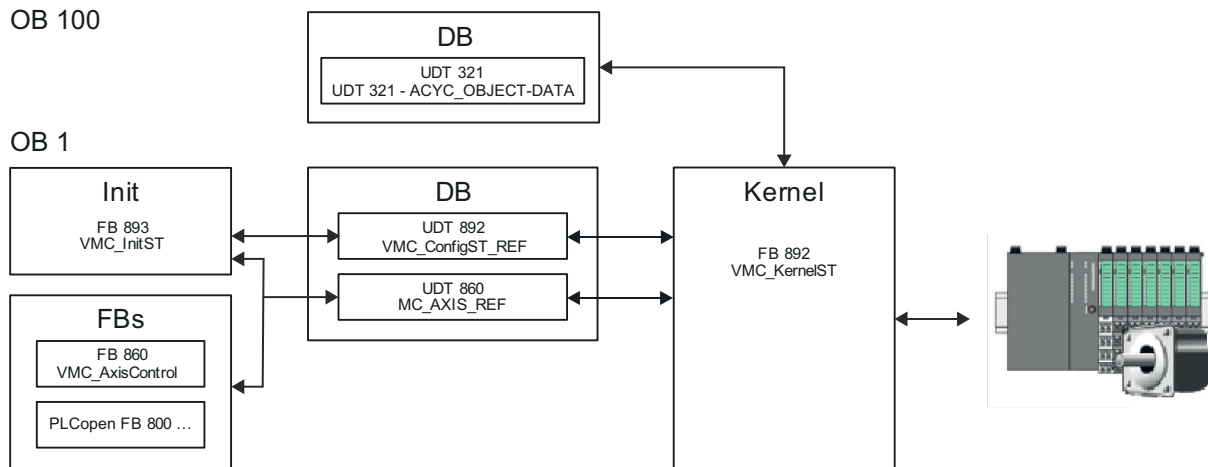 OB 100
DB
UDT 321
UDT 321 - ACYC_OBJECT-DATA
OB 1
Init
FB 893
VMC_InitST
DB
UDT 892
VMC_ConfigST_REF
UDT 860
MC_AXIS_REF
Kernel
FB 892
VMC_KernelST
FBs
FB 860
VMC_AxisControl
PLCopen FB 800 ...